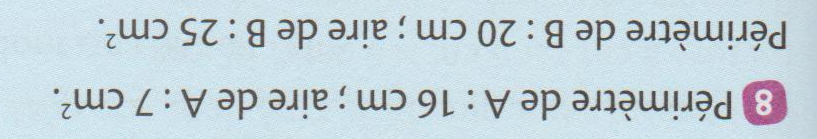 8 Périmètre de A : 16 cm ; aire de A : 7 cm².
Périmètre de B : 20 cm ; aire de B : 25 cm².